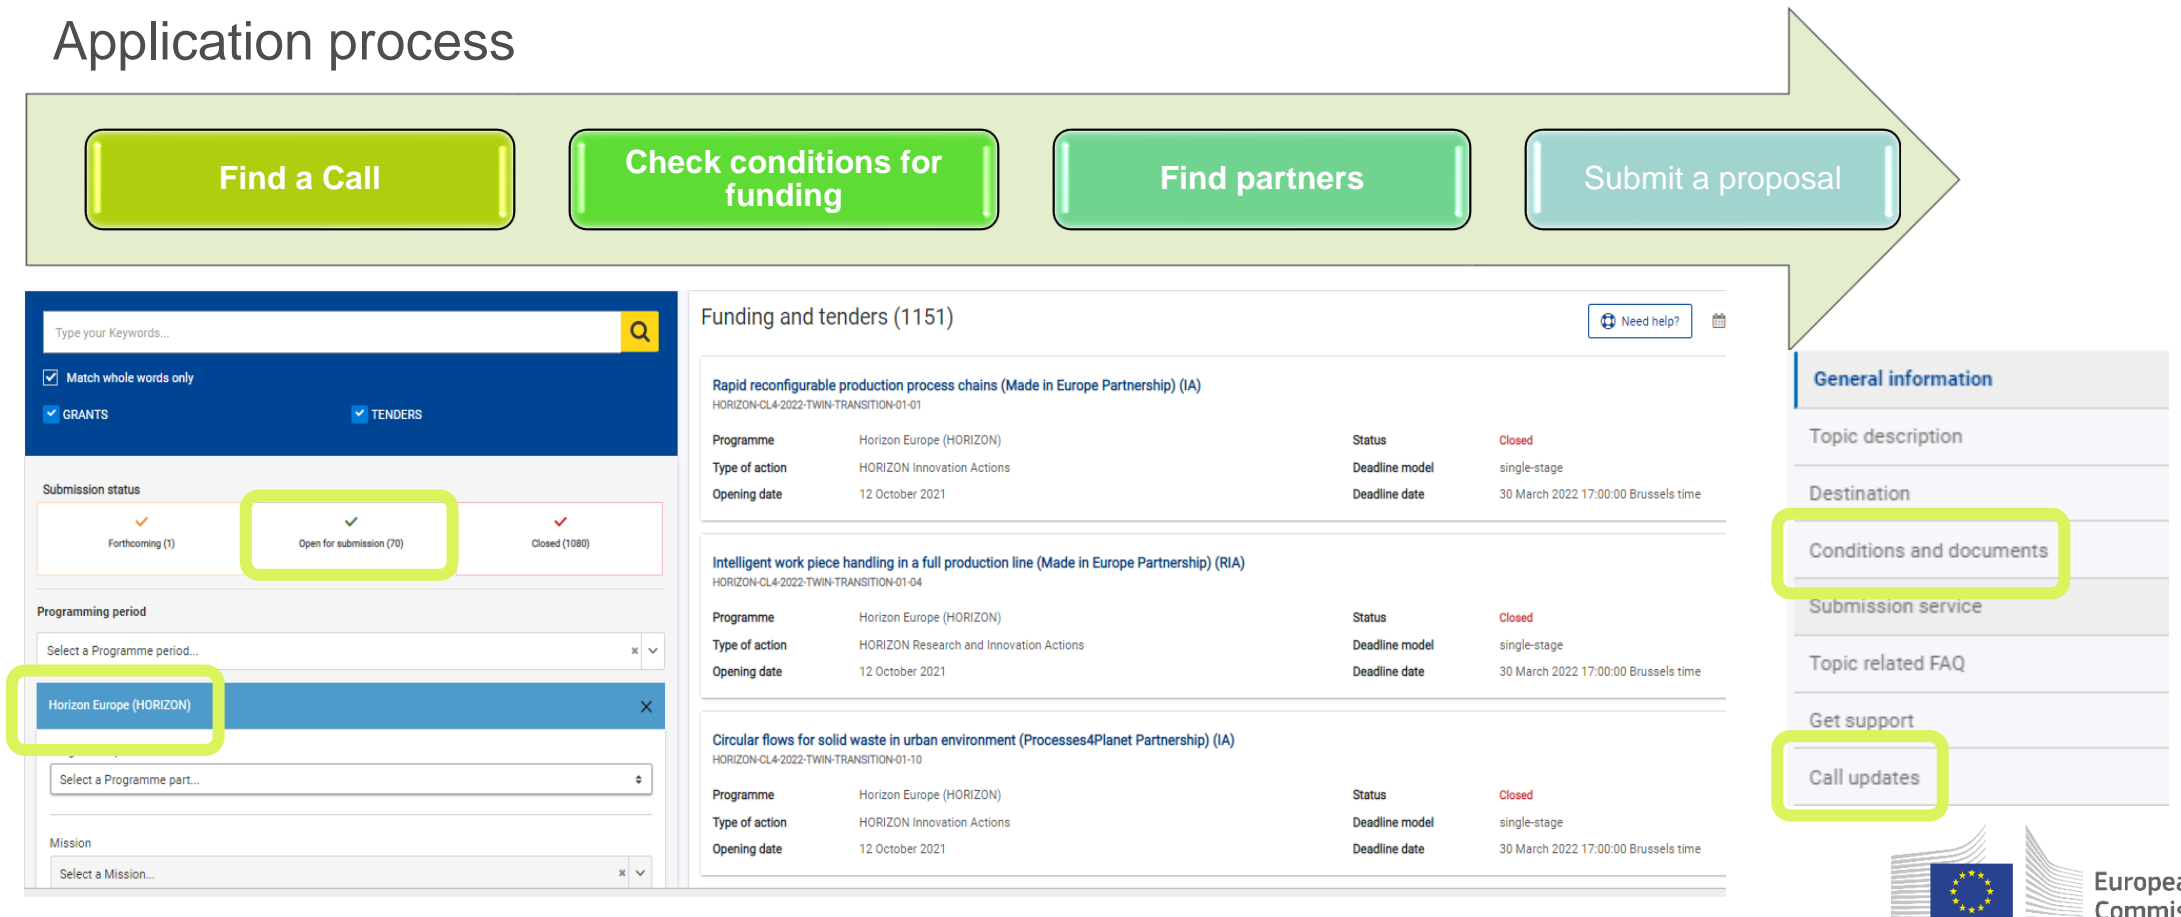 Application process
Find a Call
Check conditions for
funding
Find partners
Submit a proposal
Type your Keywords...
Match whole words only
GRANTS
TENDERS
Submission status
Forthcoming (1)
Open for submission (70)
Closed (1080)
Programming period
Select a Programme period...
Horizon Europe (HORIZON)
Select a Programme part...
Mission
Select a Mission...
Funding and tenders (1151)
Need help?
Rapid reconfigurable production process chains (Made in Europe Partnership) (IA)
HORIZON-CL4-2022-TWIN-TRANSITION-01-01
Programme Horizon Europe (HORIZON) Status Closed
Type of action HORIZON Innovation Actions Deadline model single-stage
Opening date 12 October 2021 Deadline date 30 March 2022 17:00:00 Brussels time
Intelligent work piece handling in a full production line (Made in Europe Partnership) (RIA)
HORIZON-CL4-2022-TWIN-TRANSITION-01-04
Programme Horizon Europe (HORIZON) Status Closed
Type of action HORIZON Research and Innovation Actions Deadline model single-stage
Opening date 12 October 2021 Deadline date 30 March 2022 17:00:00 Brussels time
Circular flows for solid waste in urban environment (Processes4Planet Partnership) (IA)
HORIZON-CL4-2022-TWIN-TRANSITION-01-10
Programme Horizon Europe (HORIZON) Status Closed
Type of action HORIZON Innovation Actions Deadline model single-stage
Opening date 12 October 2021 Deadline date 30 March 2022 17:00:00 Brussels time
General information
Topic description
Destination
Conditions and documents
Submission service
Topic related FAQ
Get support
Call updates